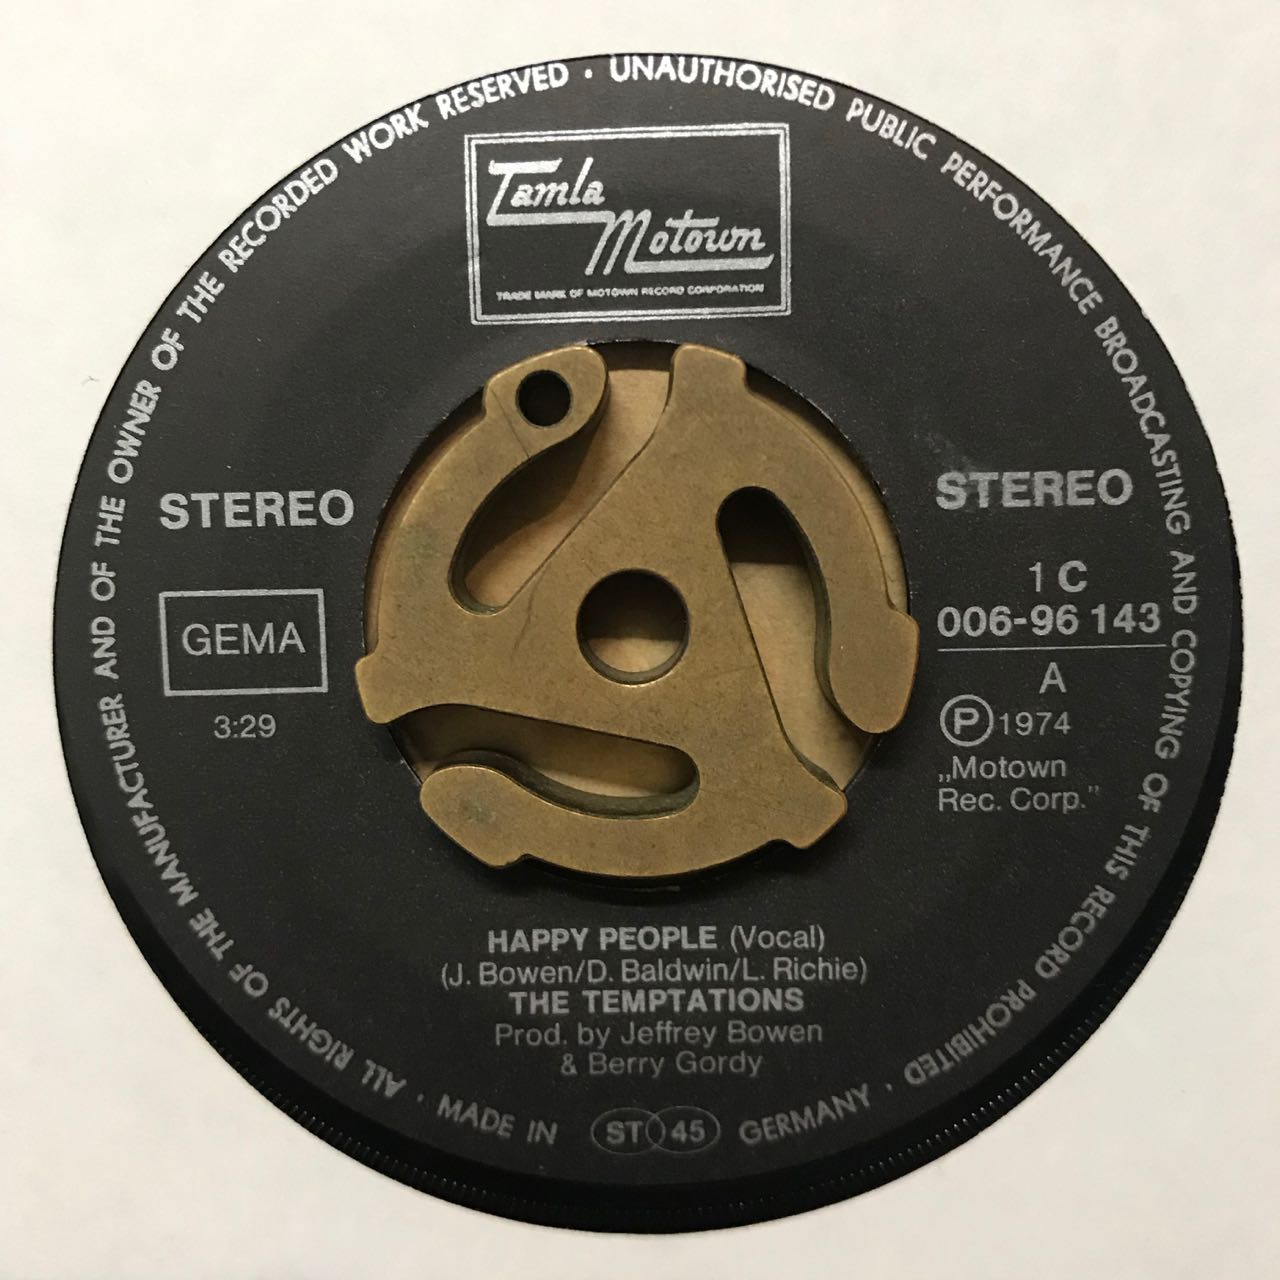 ALL RIGHTS OF THE MANUFACTURER AND OF THE OWNER OF THE RECORDED WORK RESERVED · UNAUTHORISED PUBLIC PERFORMANCE BROADCASTING AND COPYING OF THIS RECORD PROHIBITED ·
Tamla
Motown
TRADE MARK OF MOTOWN RECORD CORPORATION
STEREO
GEMA
3:29
STEREO
1 C
006-96 143
A
Ⓟ 1974
„Motown
Rec. Corp.”
HAPPY PEOPLE (Vocal)
(J. Bowen/D. Baldwin/L. Richie)
THE TEMPTATIONS
Prod. by Jeffrey Bowen
& Berry Gordy
· MADE IN ST 45 GERMANY